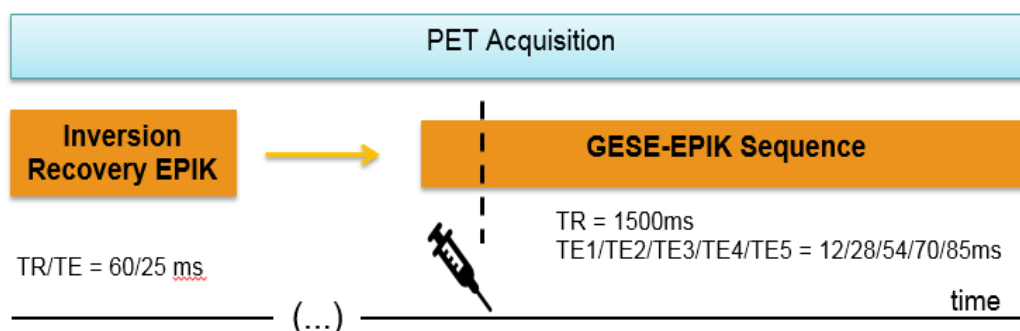 PET Acquisition
Inversion
Recovery EPIK
GESE-EPIK Sequence
TR = 1500ms
TE1/TE2/TE3/TE4/TE5 = 12/28/54/70/85ms
TR/TE = 60/25 ms
time
(...)